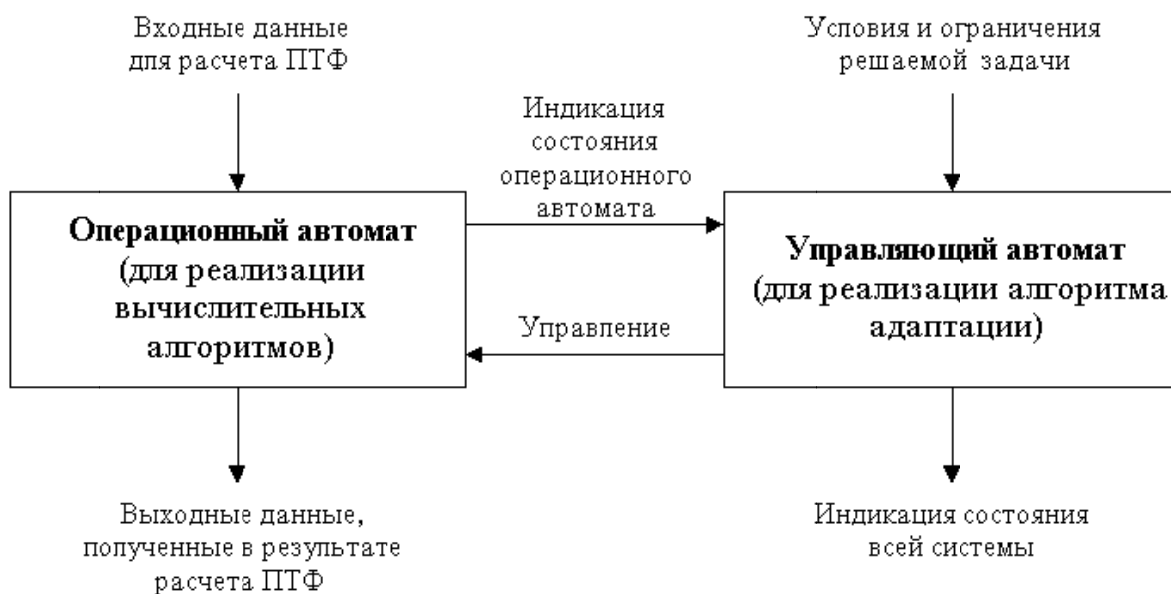 Входные данные
для расчета ПТФ
Условия и ограничения
решаемой задачи
Индикация
состояния
операционного
автомата
Операционный автомат
(для реализации
вычислительных
алгоритмов)
Управляющий автомат
(для реализации алгоритма
адаптации)
Управление
Выходные данные,
полученные в результате
расчета ПТФ
Индикация состояния
всей системы